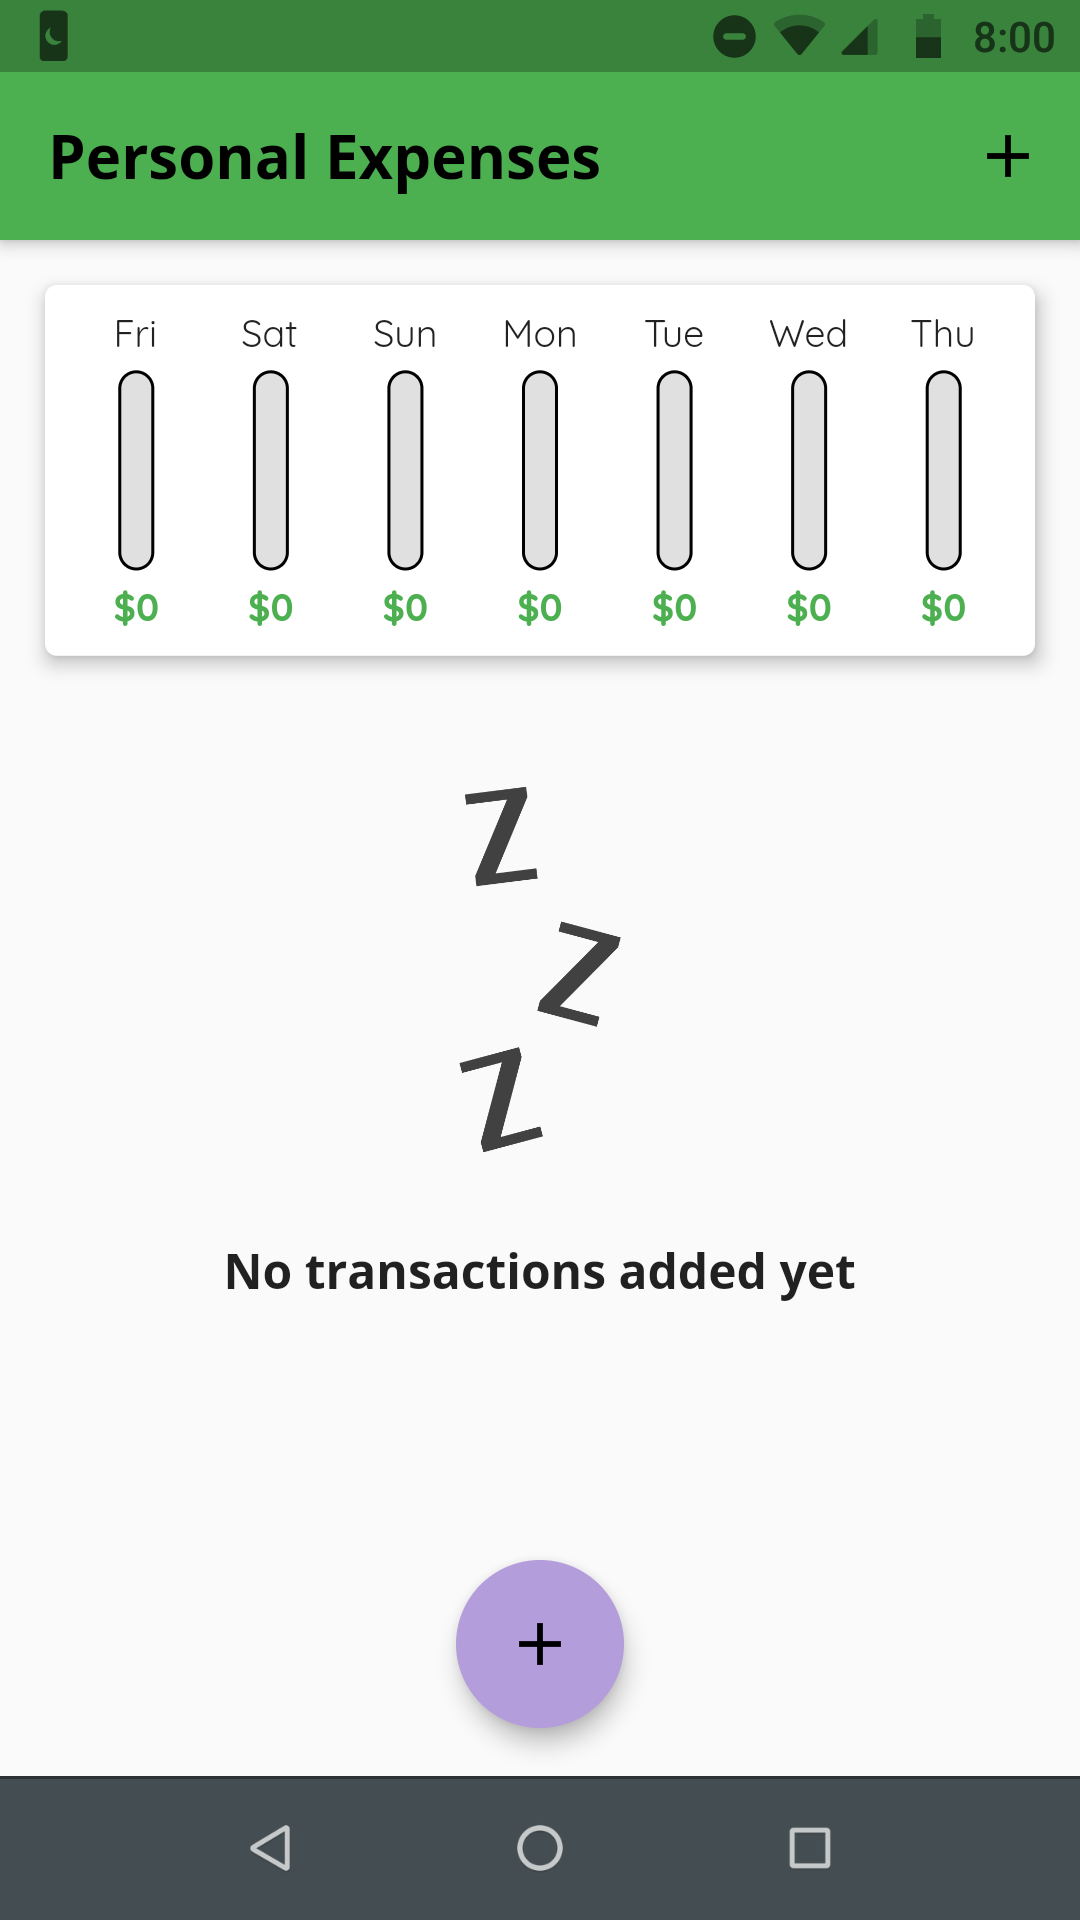 8:00
Personal Expenses
Fri Sat Sun Mon Tue Wed Thu
$0 $0 $0 $0 $0 $0 $0
Z
Z
Z
No transactions added yet